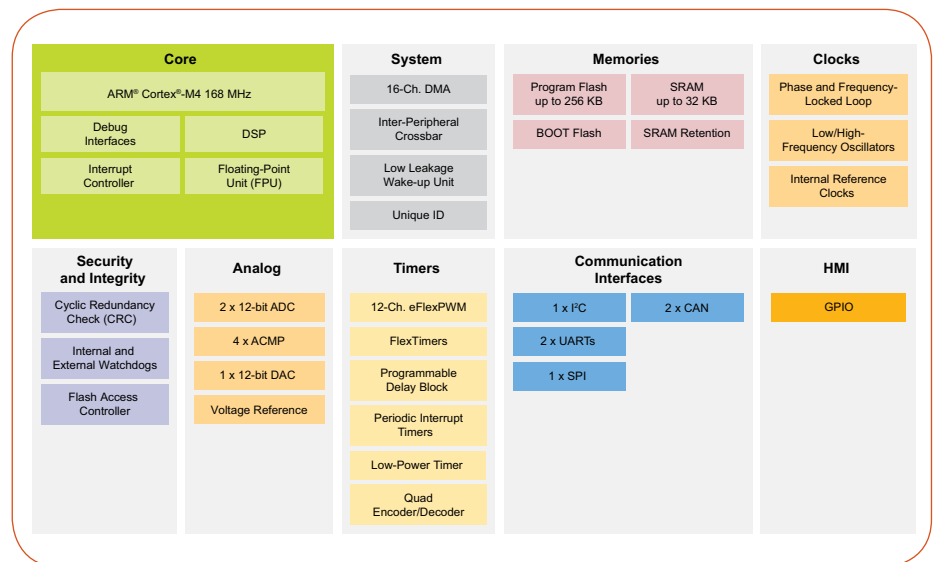 Core
ARM® Cortex®-M4 168 MHz
Debug
Interfaces
DSP
Interrupt
Controller
Floating-Point
Unit (FPU)
System
16-Ch. DMA
Inter-Peripheral
Crossbar
Low Leakage
Wake-up Unit
Unique ID
Memories
Program Flash
up to 256 KB
SRAM
up to 32 KB
BOOT Flash
SRAM Retention
Clocks
Phase and Frequency-
Locked Loop
Low/High-
Frequency Oscillators
Internal Reference
Clocks
Security
and Integrity
Cyclic Redundancy
Check (CRC)
Internal and
External Watchdogs
Flash Access
Controller
Analog
2 x 12-bit ADC
4 x ACMP
1 x 12-bit DAC
Voltage Reference
Timers
12-Ch. eFlexPWM
FlexTimers
Programmable
Delay Block
Periodic Interrupt
Timers
Low-Power Timer
Quad
Encoder/Decoder
Communication
Interfaces
1 x I²C
2 x CAN
2 x UARTs
1 x SPI
HMI
GPIO